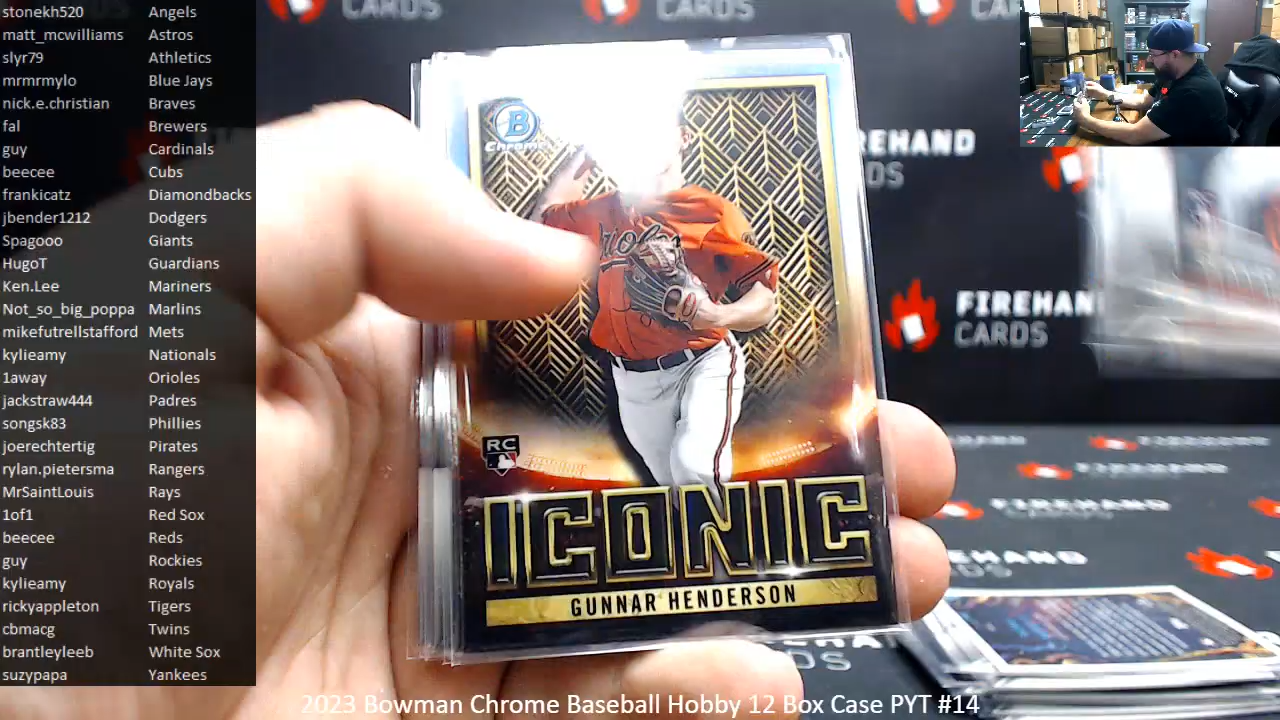 stonekh520 Angels
matt_mcwilliams Astros
slyr79 Athletics
mrmrmylo Blue Jays
nick.e.christian Braves
fal Brewers
guy Cardinals
beecee Cubs
frankicatz Diamondbacks
jbender1212 Dodgers
Spagooo Giants
HugoT Guardians
Ken.Lee Mariners
Not_so_big_poppa Marlins
mikefutrellstafford Mets
kylieamy Nationals
1away Orioles
jackstraw444 Padres
songsk83 Phillies
joerechtertig Pirates
rylan.pietersma Rangers
MrSaintLouis Rays
1of1 Red Sox
beecee Reds
guy Rockies
kylieamy Royals
rickyappleton Tigers
cbmacg Twins
brantleyleeb White Sox
suzypapa Yankees
CARDS
CARDS
B
Chrome
REHAND
DS
FIREHAN
CARDS
RC
ICONIC
GUNNAR HENDERSON
FIREHAND
2023 Bowman Chrome Baseball Hobby 12 Box Case PYT #14